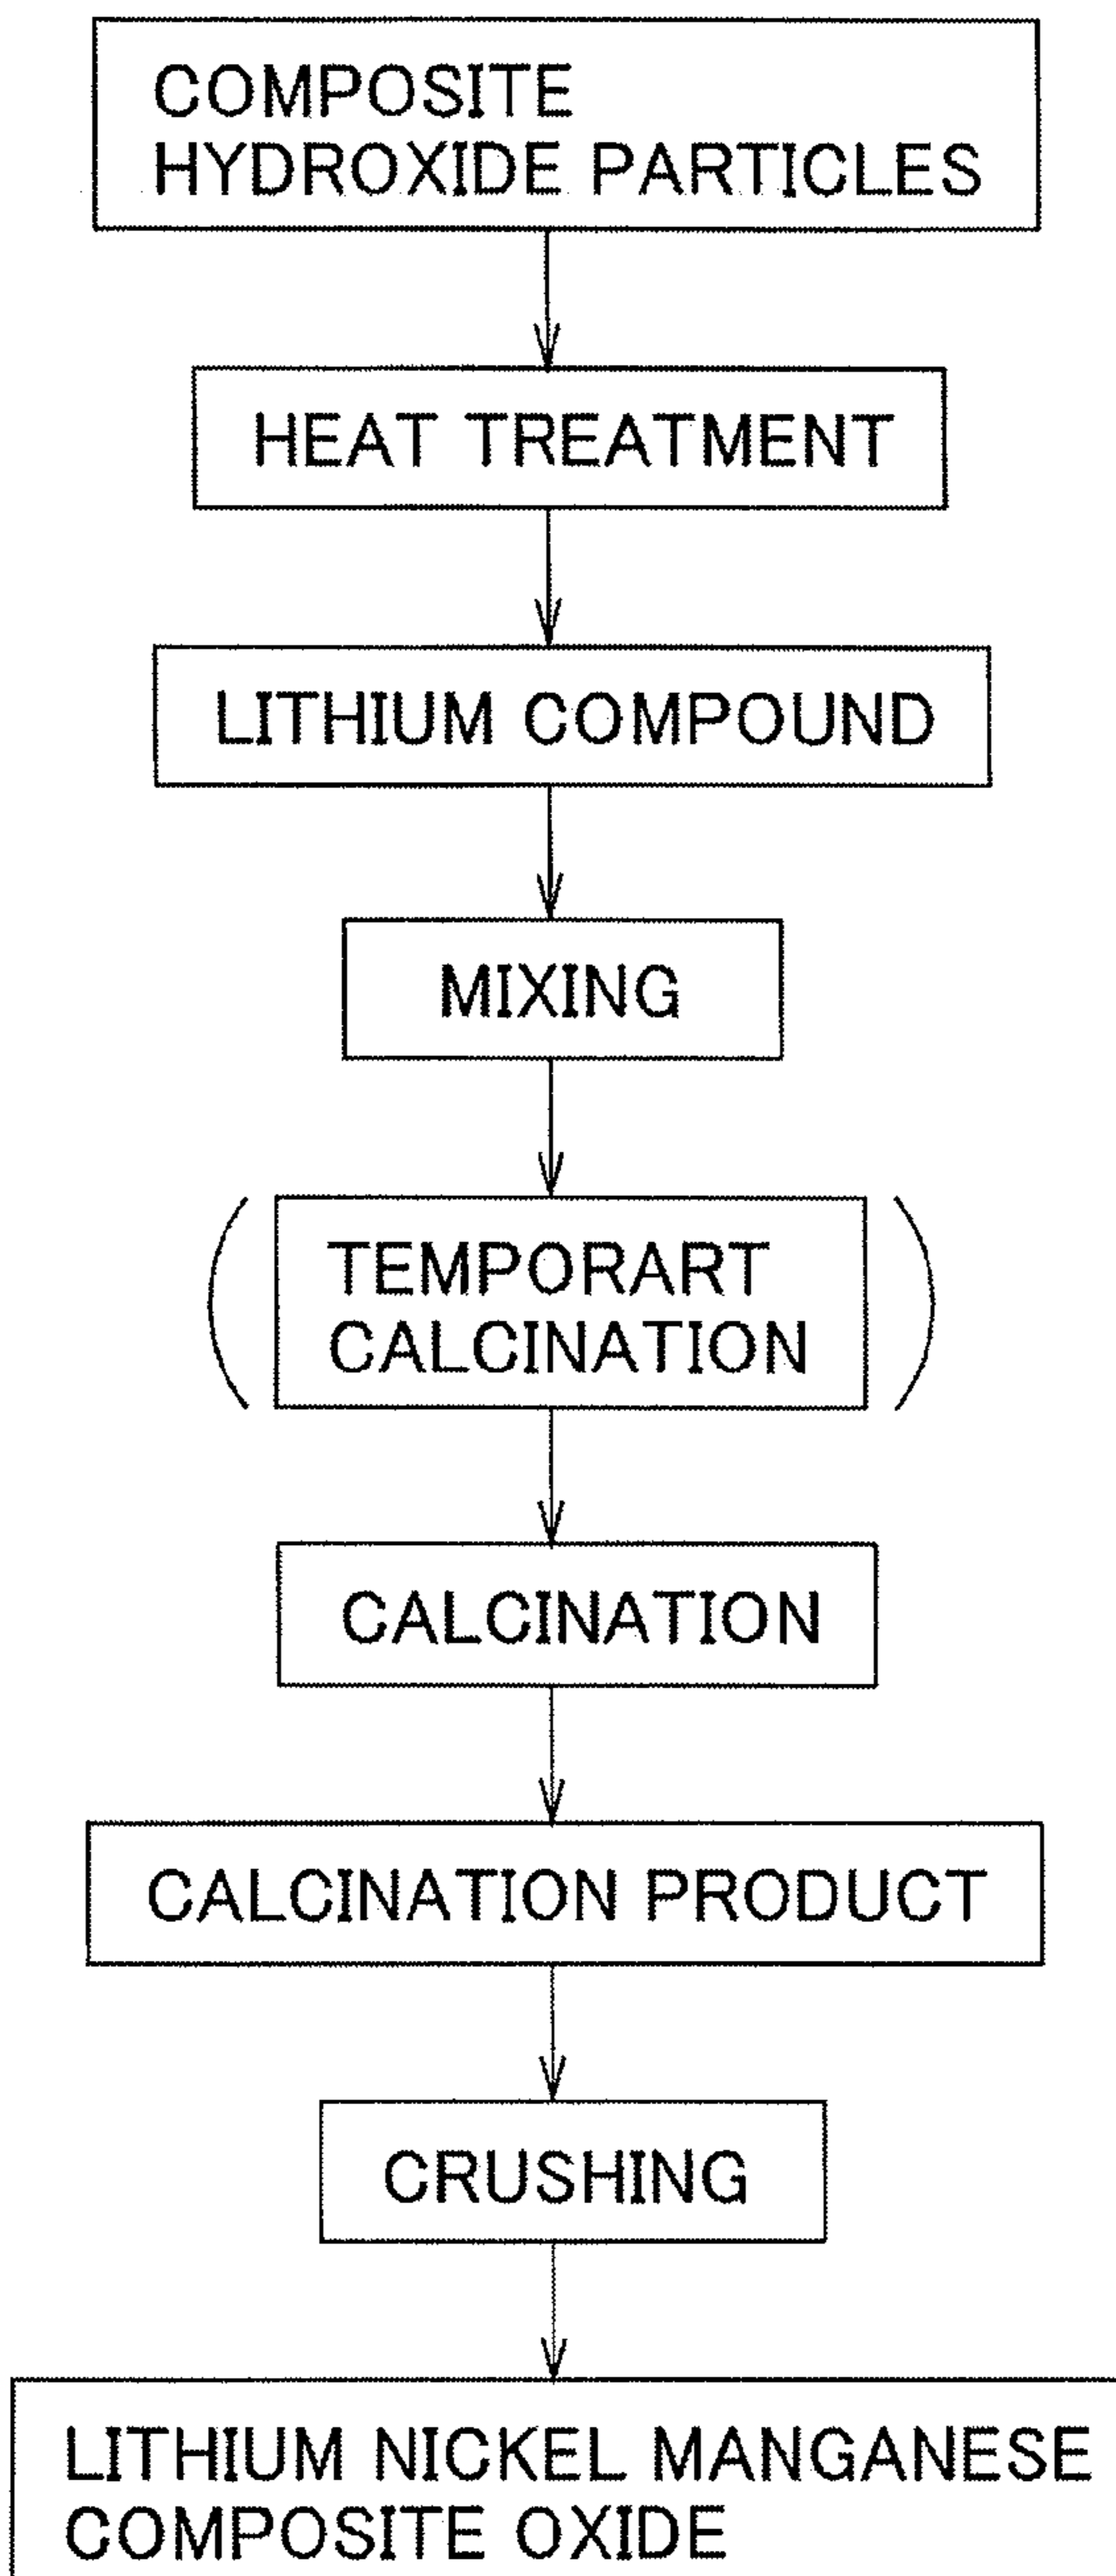 COMPOSITE
HYDROXIDE PARTICLES
HEAT TREATMENT
LITHIUM COMPOUND
MIXING
TEMPORART
CALCINATION
CALCINATION
CALCINATION PRODUCT
CRUSHING
LITHIUM NICKEL MANGANESE
COMPOSITE OXIDE